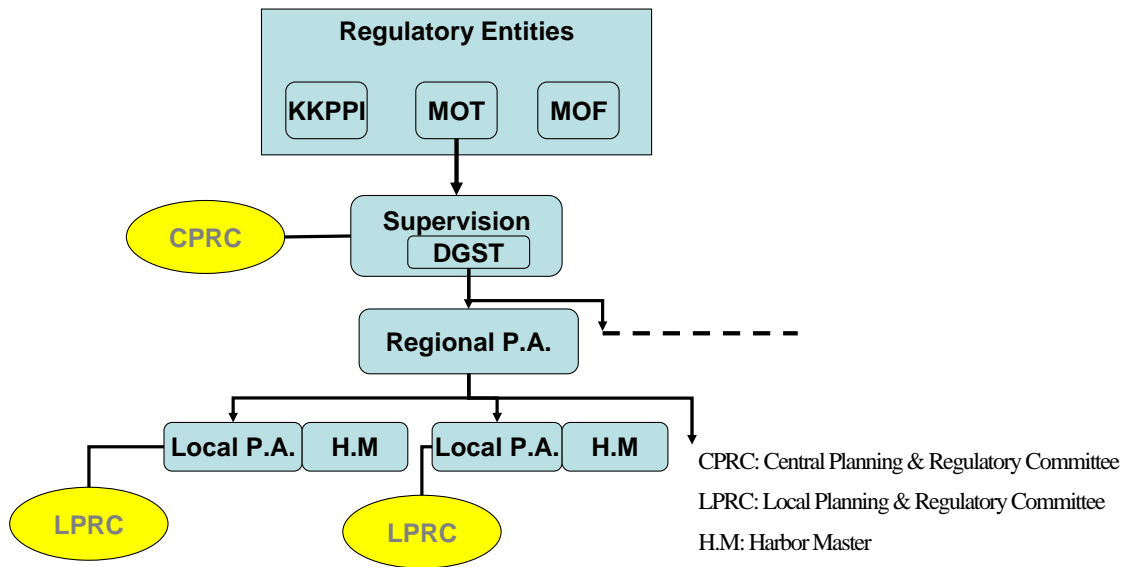 Regulatory Entities
KKPPI MOT MOF
Supervision
CPRC
DGST
Regional P.A.
Local P.A. H.M Local P.A. H.M
CPRC: Central Planning & Regulatory Committee
LPRC: Local Planning & Regulatory Committee
LPRC LPRC
H.M: Harbor Master